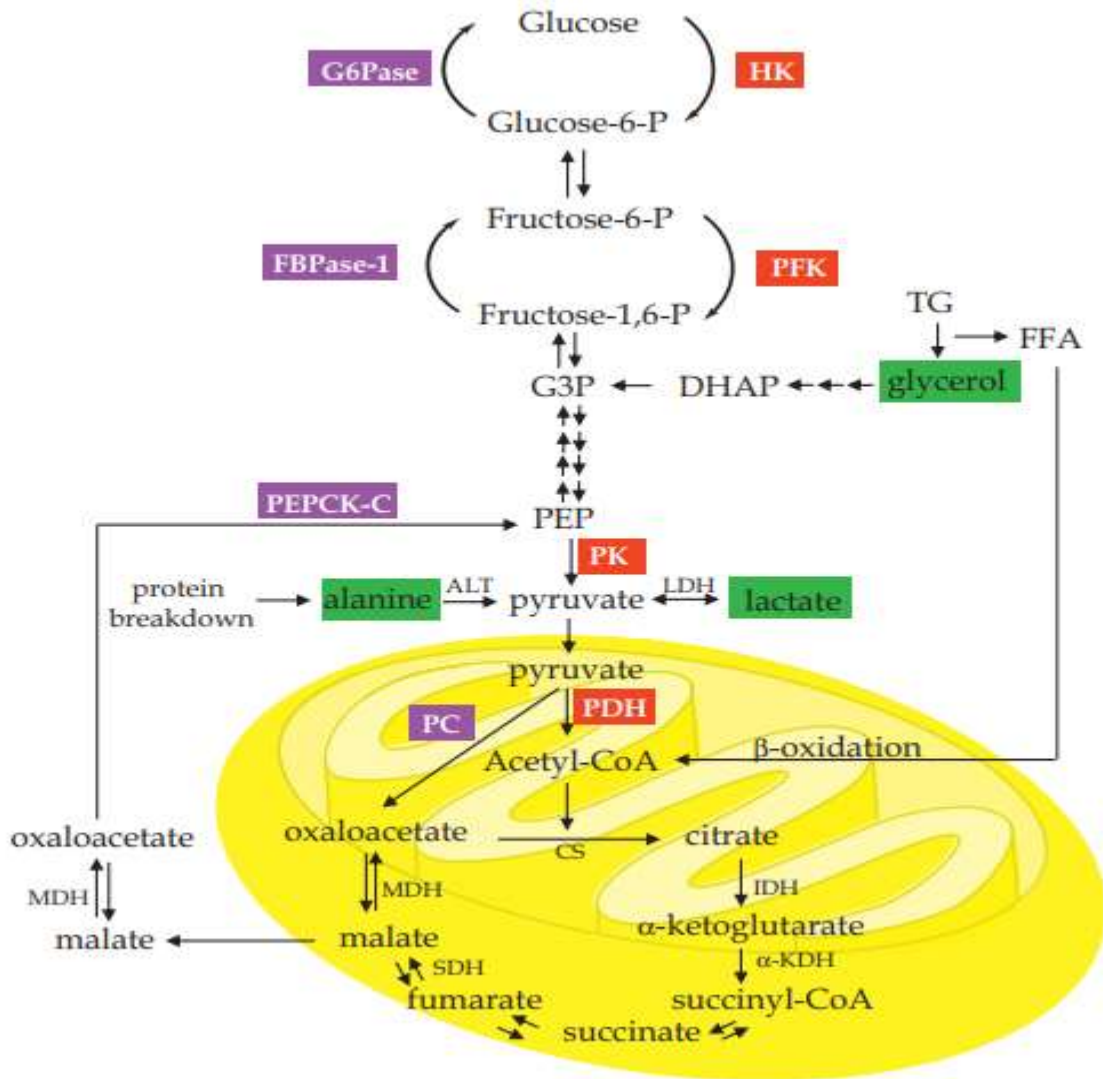 Glucose
G6Pase
HK
Glucose-6-P
Fructose-6-P
FBPase-1
PFK
Fructose-1,6-P
TG
FFA
G3P
DHAP
glycerol
PEPCK-C
PEP
PK
protein
breakdown
alanine
ALT
pyruvate
LDH
lactate
pyruvate
PC
PDH
Acetyl-CoA
β-oxidation
oxaloacetate
oxaloacetate
CS
citrate
MDH
MDH
IDH
malate
malate
α-ketoglutarate
SDH
α-KDH
fumarate
succinyl-CoA
succinate